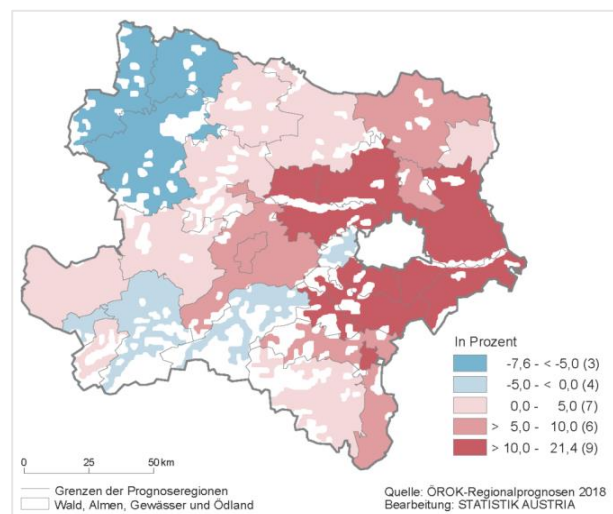 In Prozent
-7,6 - < -5,0 (3)
-5,0 - < 0,0 (4)
0,0 - 5,0 (7)
> 5,0 - 10,0 (6)
> 10,0 - 21,4 (9)
0 25 50 km
Grenzen der Prognoseregionen
Wald, Almen, Gewässer und Ödland
Quelle: ÖROK-Regionalprognosen 2018
Bearbeitung: STATISTIK AUSTRIA